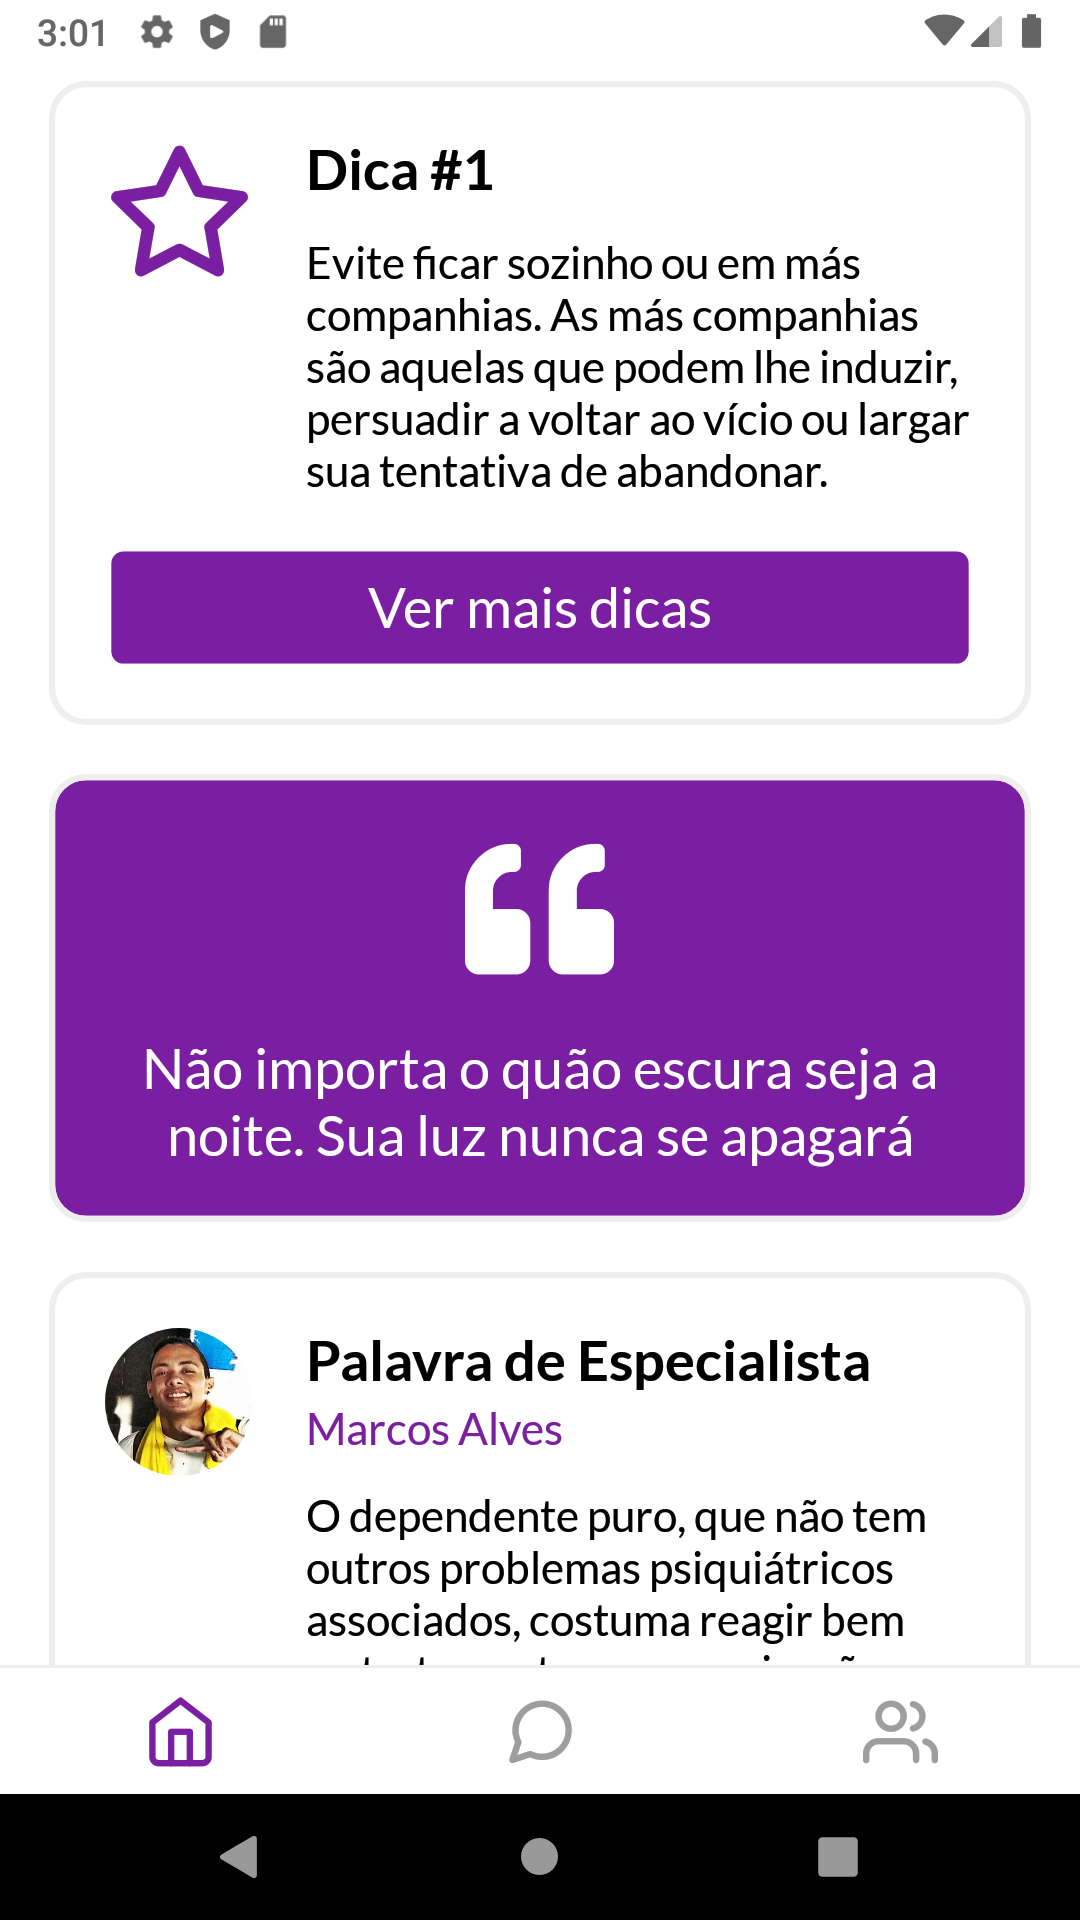 3:01
Dica #1
Evite ficar sozinho ou em más
companhias. As más companhias
são aquelas que podem lhe induzir,
persuadir a voltar ao vício ou largar
sua tentativa de abandonar.
Ver mais dicas
Não importa o quão escura seja a
noite. Sua luz nunca se apagará
Palavra de Especialista
Marcos Alves
O dependente puro, que não tem
outros problemas psiquiátricos
associados, costuma reagir bem